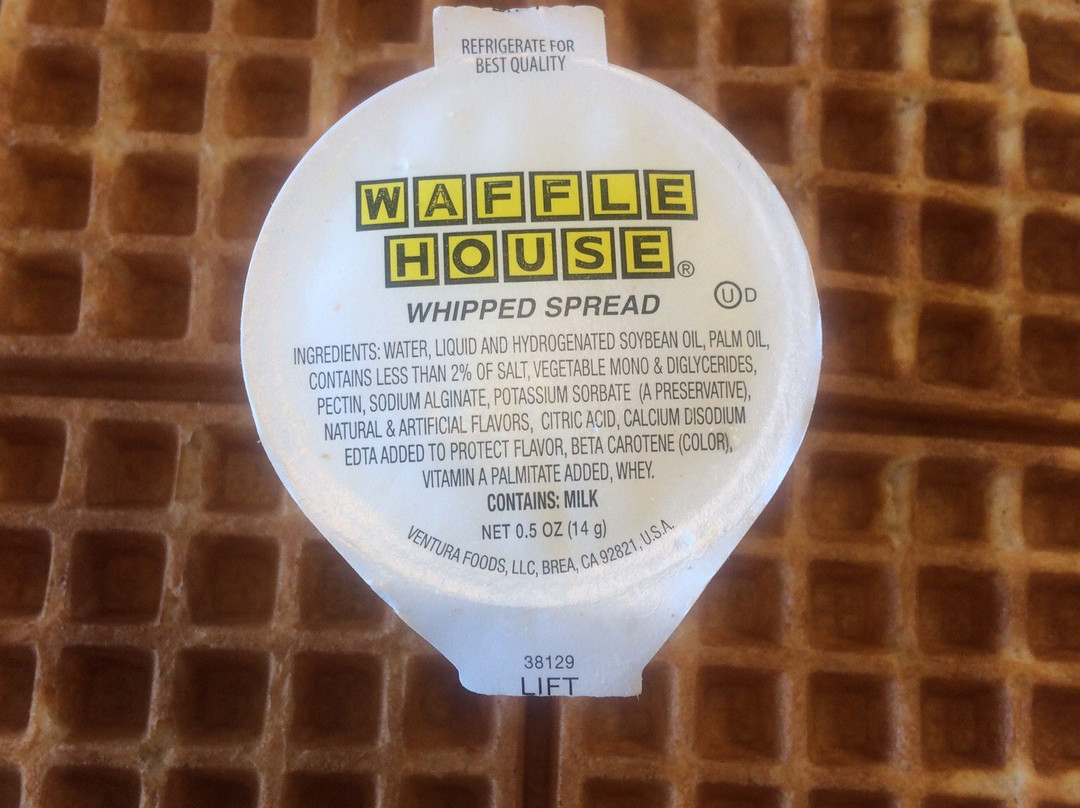 REFRIGERATE FOR
BEST QUALITY
WAFFLE
HOUSE®
WHIPPED SPREAD
Ⓤ D
INGREDIENTS: WATER, LIQUID AND HYDROGENATED SOYBEAN OIL, PALM OIL,
CONTAINS LESS THAN 2% OF SALT, VEGETABLE MONO & DIGLYCERIDES,
PECTIN, SODIUM ALGINATE, POTASSIUM SORBATE (A PRESERVATIVE),
NATURAL & ARTIFICIAL FLAVORS, CITRIC ACID, CALCIUM DISODIUM
EDTA ADDED TO PROTECT FLAVOR, BETA CAROTENE (COLOR),
VITAMIN A PALMITATE ADDED, WHEY.
CONTAINS: MILK
NET 0.5 OZ (14 g)
VENTURA FOODS, LLC, BREA, CA 92821, U.S.A.
38129
LIFT